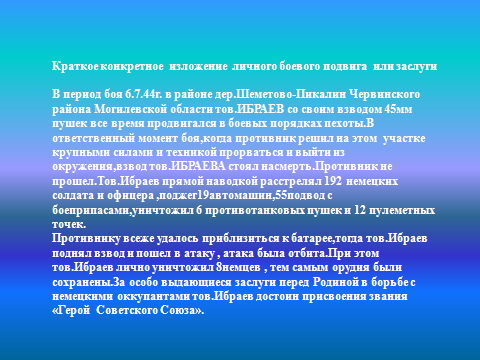 Краткое конкретное изложение личного боевого подвига или заслуги
В период боя 6.7.44г. в районе дер.Шеметово-Пикалин Червинского
района Могилевской области тов.ИБРАЕВ со своим взводом 45мм
пушек все время продвигался в боевых порядках пехоты.В
ответственный момент боя,когда противник решил на этом участке
крупными силами и техникой прорваться и выйти из
окружения,взвод тов.ИБРАЕВА стоял насмерть.Противник не
прошел.Тов.Ибраев прямой наводкой расстрелял 192 немецких
солдата и офицера ,поджег19автомашин,55подвод с
боеприпасами,уничтожил 6 противотанковых пушек и 12 пулеметных
точек.
Противнику всеже удалось приблизиться к батарее,тогда тов.Ибраев
поднял взвод и пошел в атаку , атака была отбита.При этом
тов.Ибраев лично уничтожил 8немцев , тем самым орудия были
сохранены.За особо выдающиеся заслуги перед Родиной в борьбе с
немецкими оккупантами тов.Ибраев достоин присвоения звания
«Герой Советского Союза».